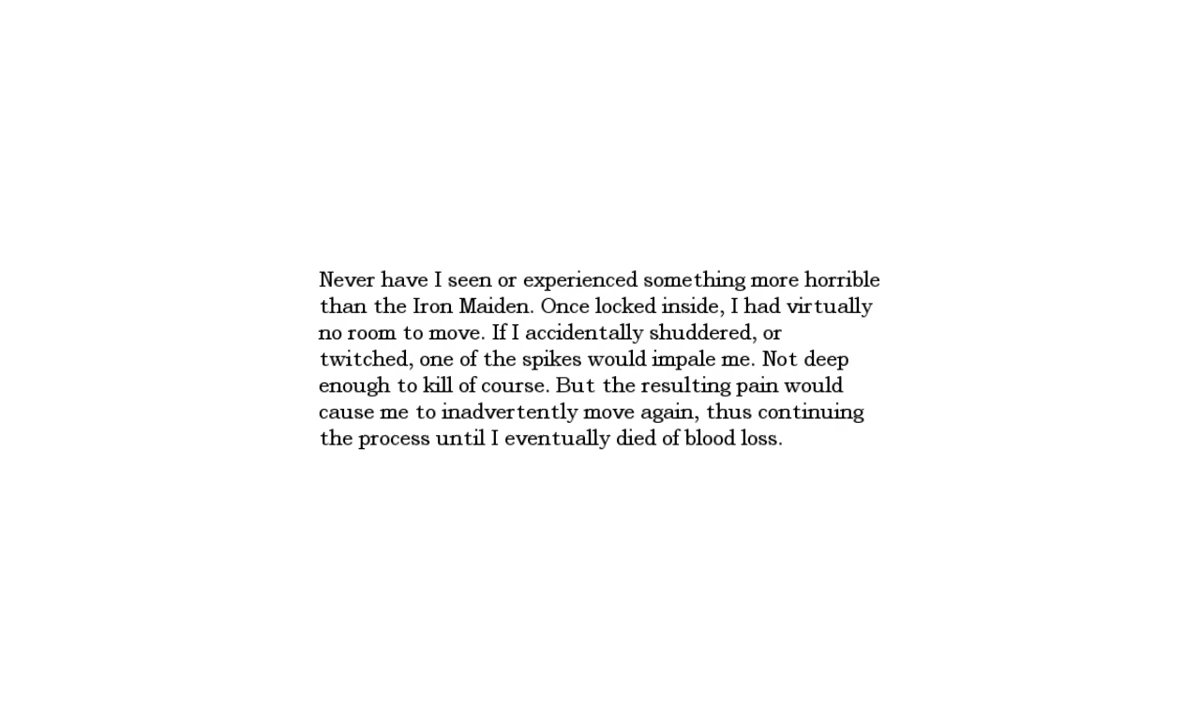 Never have I seen or experienced something more horrible
than the Iron Maiden. Once locked inside, I had virtually
no room to move. If I accidentally shuddered, or
twitched, one of the spikes would impale me. Not deep
enough to kill of course. But the resulting pain would
cause me to inadvertently move again, thus continuing
the process until I eventually died of blood loss.